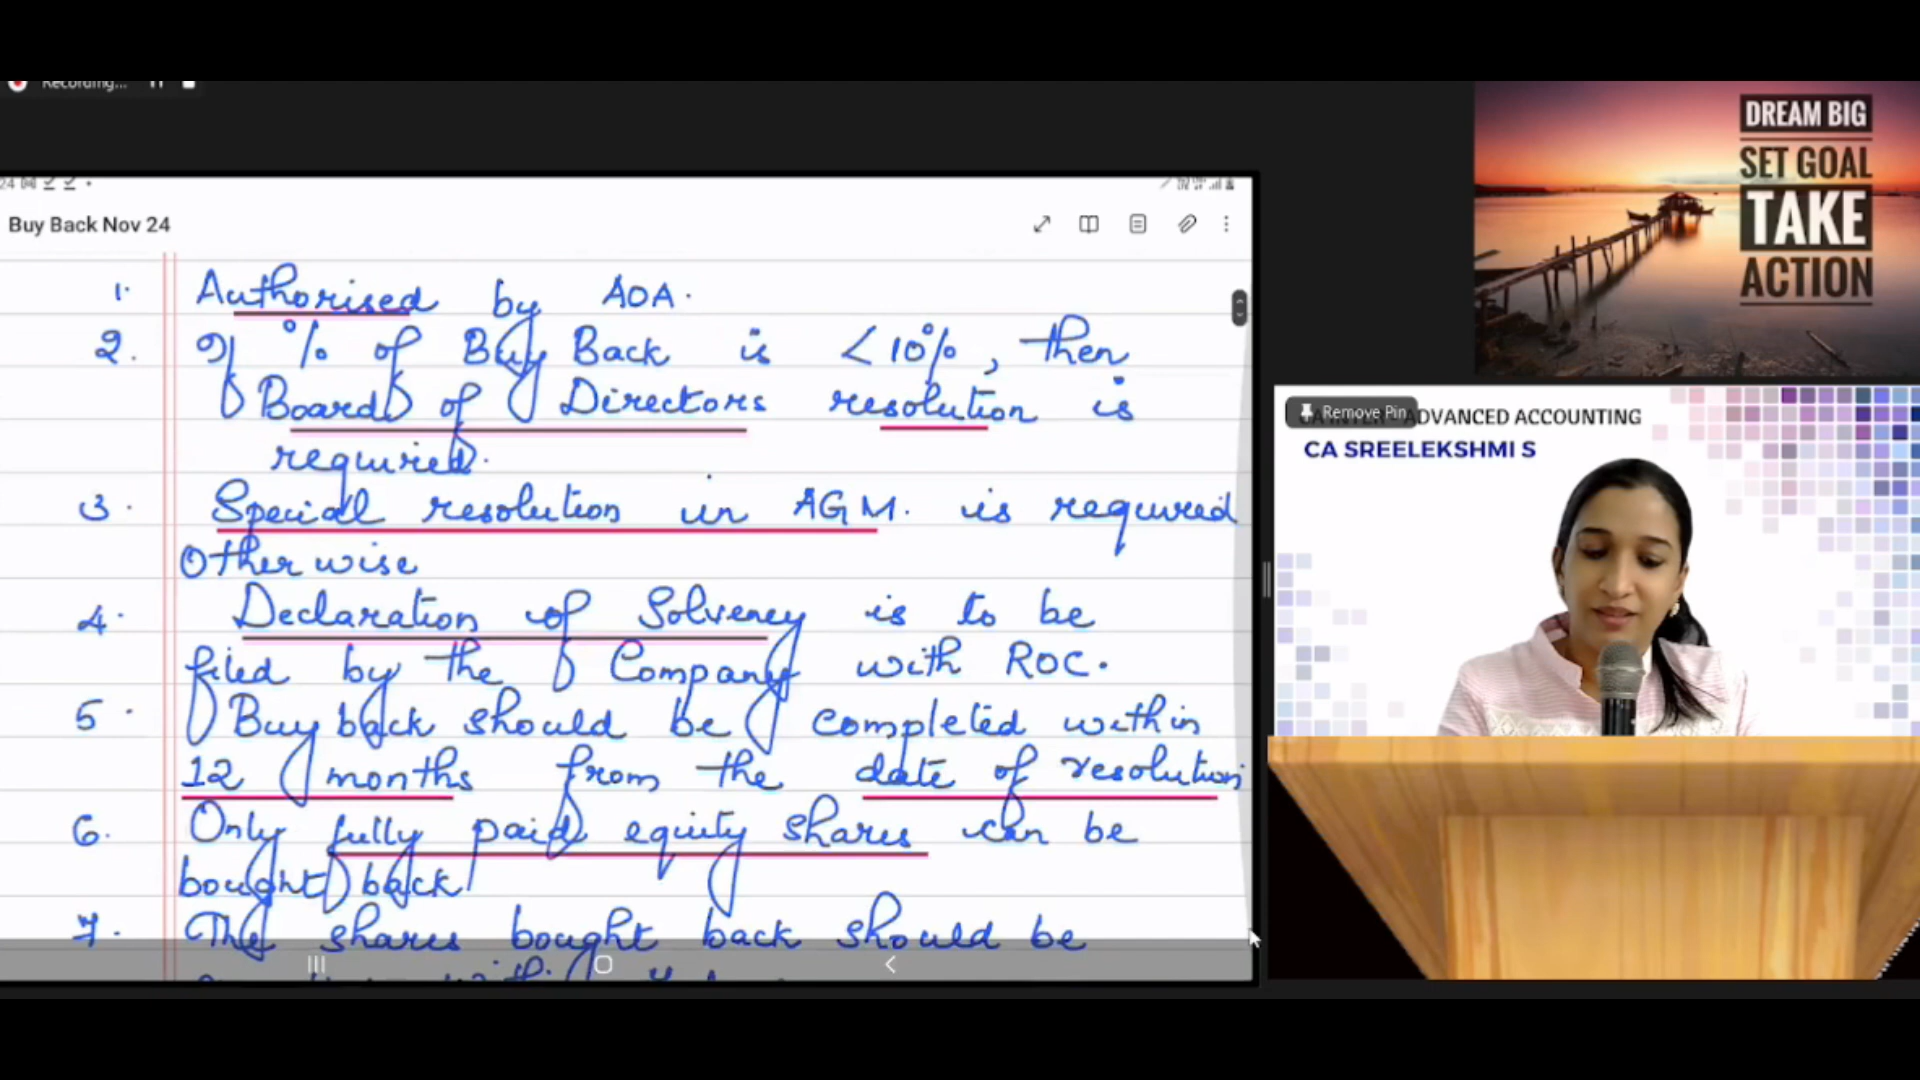 Recording...
Buy Back Nov 24
1. Authorised by AOA.
2. If % of Buy Back is < 10%, then
Board of Directors resolution is
required.
3. Special resolution in AGM. is required
Otherwise
4. Declaration of Solvency is to be
filed by the Company with ROC.
5. Buy back should be completed within
12 months from the date of resolution
6. Only fully paid equity shares can be
bought back
7. The shares bought back should be
DREAM BIG
SET GOAL
TAKE
ACTION
Remove Pin
ADVANCED ACCOUNTING
CA SREELEKSHMI S